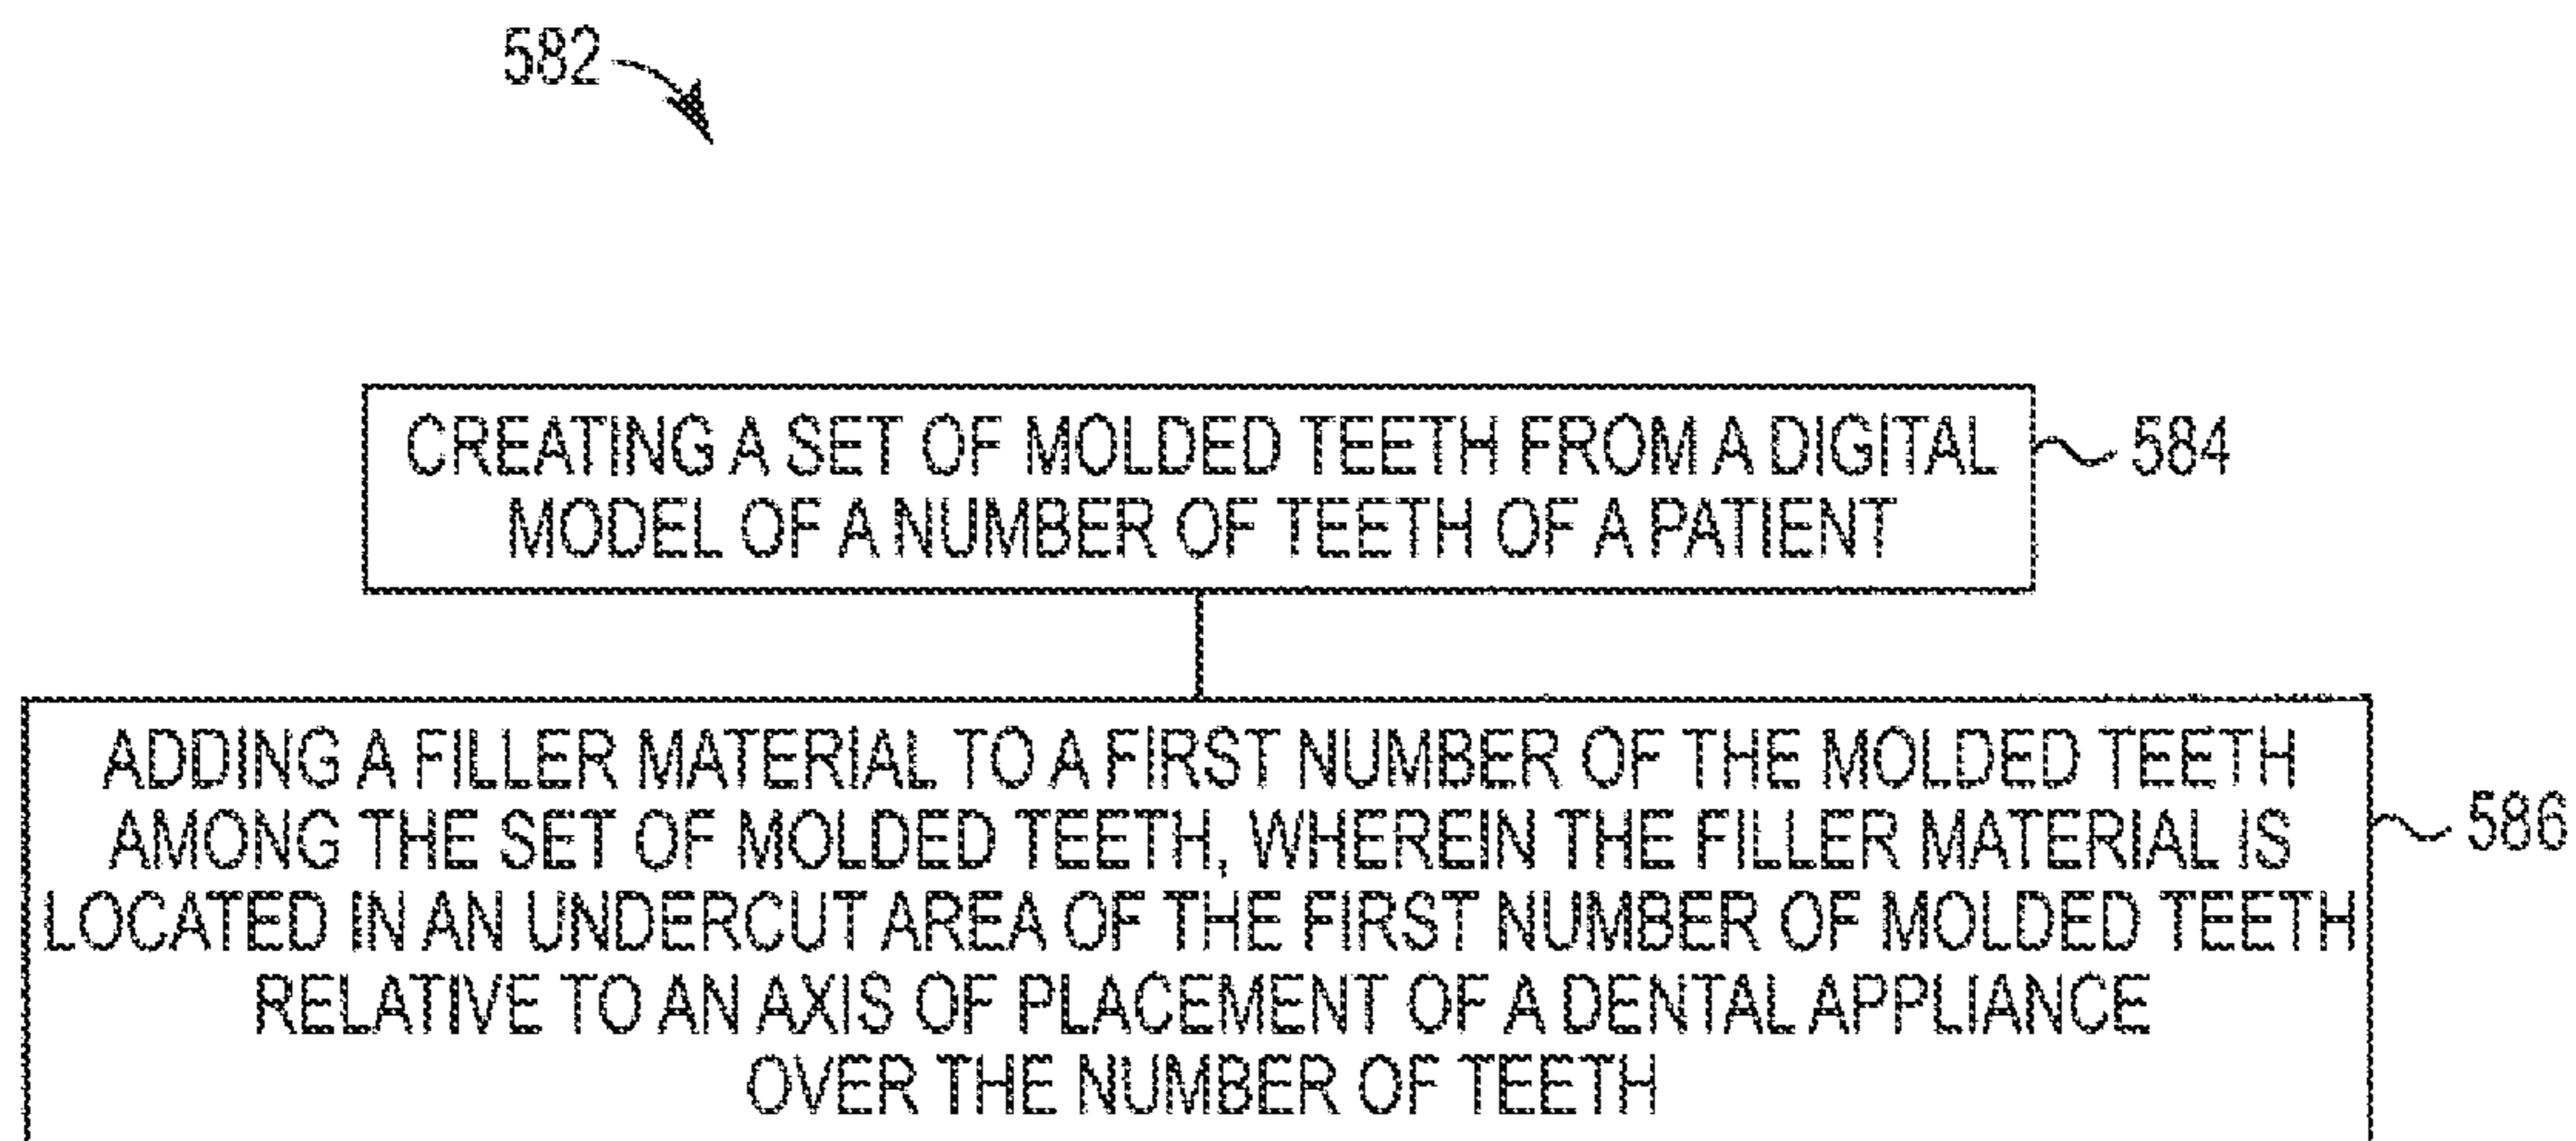 582
CREATING A SET OF MOLDED TEETH FROM A DIGITAL
MODEL OF A NUMBER OF TEETH OF A PATIENT
584
ADDING A FILLER MATERIAL TO A FIRST NUMBER OF THE MOLDED TEETH
AMONG THE SET OF MOLDED TEETH, WHEREIN THE FILLER MATERIAL IS
LOCATED IN AN UNDERCUT AREA OF THE FIRST NUMBER OF MOLDED TEETH
RELATIVE TO AN AXIS OF PLACEMENT OF A DENTAL APPLIANCE
OVER THE NUMBER OF TEETH
586